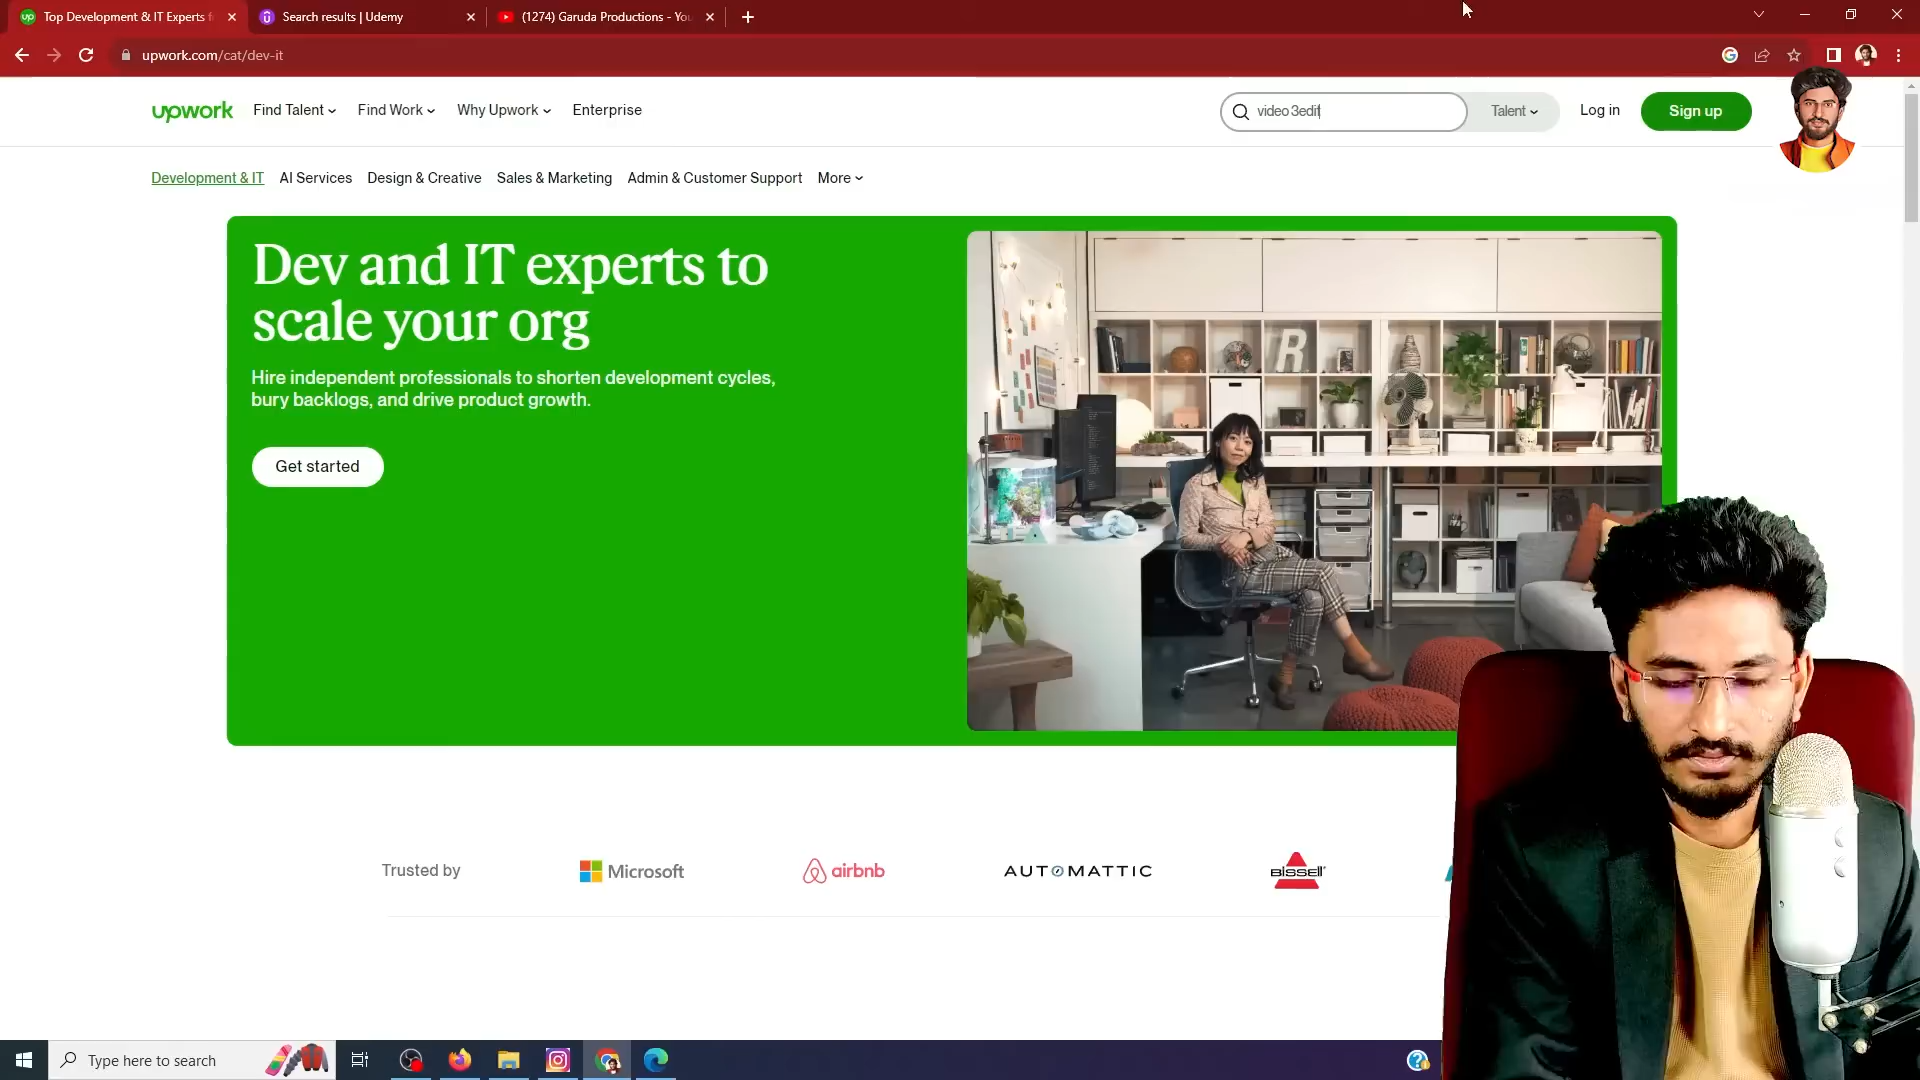 Top Development & IT Experts f
Search results | Udemy
(1274) Garuda Productions - You
upwork.com/cat/dev-it
upwork
Find Talent
Find Work
Why Upwork
Enterprise
video 3edit
Talent
Log in
Sign up
Development & IT
AI Services
Design & Creative
Sales & Marketing
Admin & Customer Support
More
Dev and IT experts to
scale your org
Hire independent professionals to shorten development cycles,
bury backlogs, and drive product growth.
Get started
R
Trusted by
Microsoft
airbnb
AUTOMATTIC
BISSELL
Type here to search